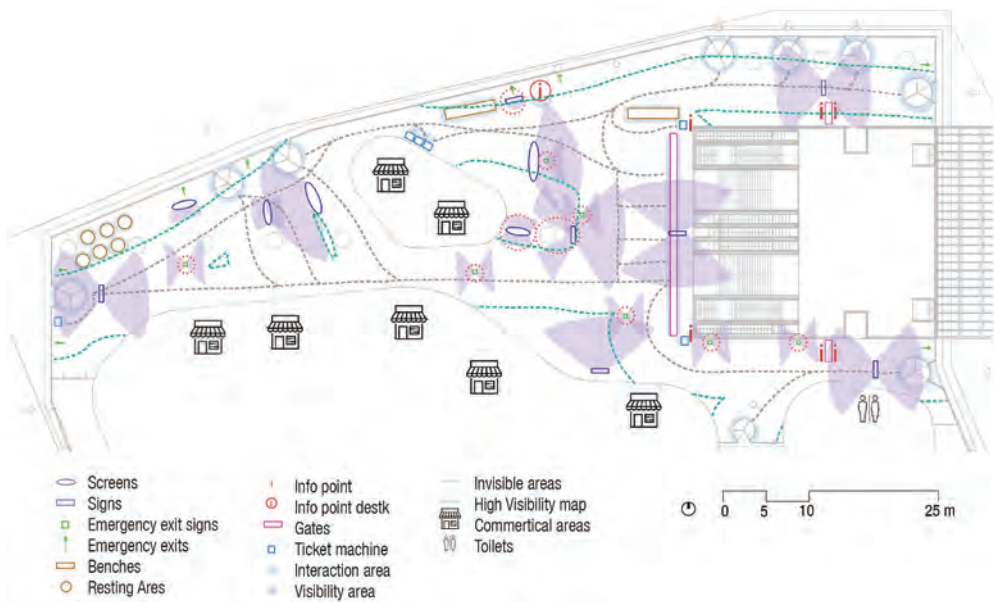 Screens
Signs
Emergency exit signs
Emergency exits
Benches
Resting Ares
Info point
Info point destk
Gates
Ticket machine
Interaction area
Visibility area
Invisible areas
High Visibility map
Commertical areas
Toilets
0 5 10 25 m